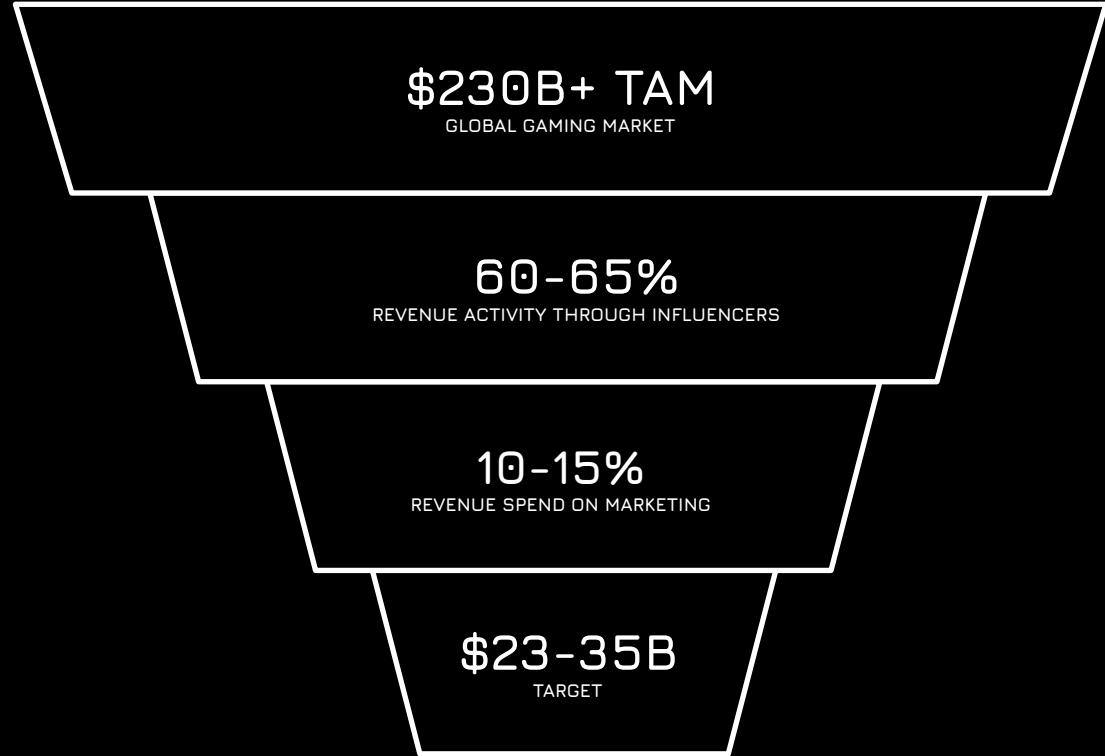 $230B+ TAM
GLOBAL GAMING MARKET
60-65%
REVENUE ACTIVITY THROUGH INFLUENCERS
10-15%
REVENUE SPEND ON MARKETING
$23-35B
TARGET